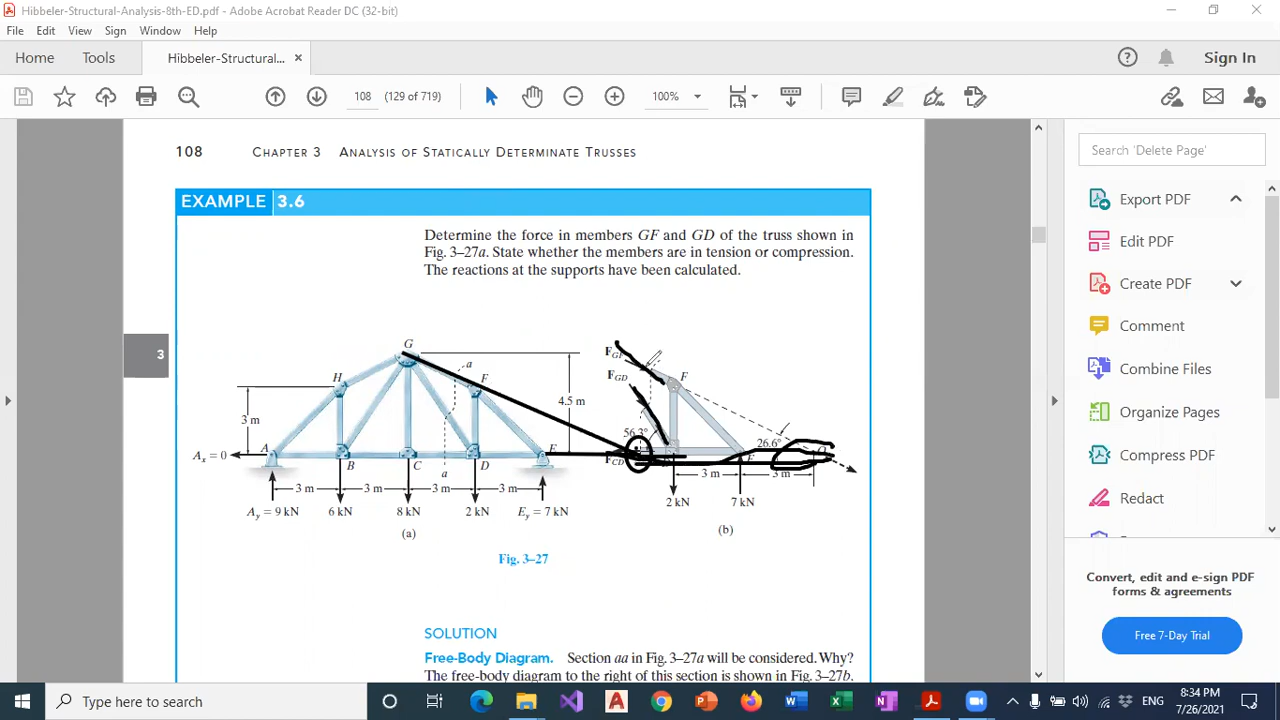 Hibbeler-Structural-Analysis-8th-ED.pdf - Adobe Acrobat Reader DC (32-bit)
File Edit View Sign Window Help
Home Tools Hibbeler-Structural... × Sign In
108 (129 of 719) 100%
108 CHAPTER 3 ANALYSIS OF STATICALLY DETERMINATE TRUSSES
EXAMPLE 3.6
Determine the force in members GF and GD of the truss shown in
Fig. 3–27a. State whether the members are in tension or compression.
The reactions at the supports have been calculated.
3
G
a
H F
4.5 m
3 m
A E
Ax = 0
B C D
a
3 m 3 m 3 m 3 m
Ay = 9 kN 6 kN 8 kN 2 kN Ey = 7 kN
(a)
FGF
F
FGD
56.3°
26.6°
FCD
3 m 3 m
2 kN 7 kN
(b)
Fig. 3–27
SOLUTION
Free-Body Diagram. Section aa in Fig. 3–27a will be considered. Why?
The free-body diagram to the right of this section is shown in Fig. 3–27b.
Search 'Delete Page'
Export PDF
Edit PDF
Create PDF
Comment
Combine Files
Organize Pages
Compress PDF
Redact
Convert, edit and e-sign PDF
forms & agreements
Free 7-Day Trial
Type here to search
ENG
8:34 PM
7/26/2021